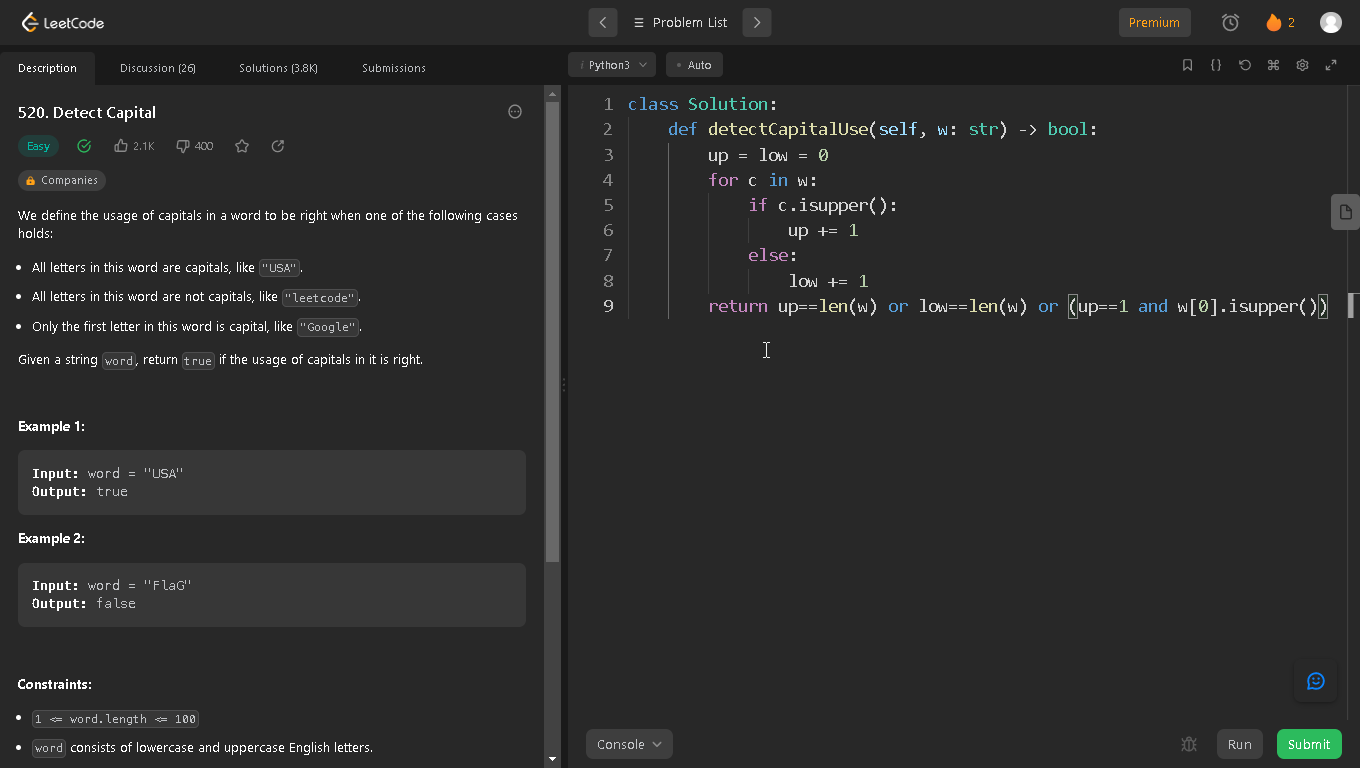 LeetCode
Problem List
Premium
2
Description
Discussion (26)
Solutions (3.8K)
Submissions
520. Detect Capital
Easy
2.1K
400
Companies
We define the usage of capitals in a word to be right when one of the following cases
holds:
All letters in this word are capitals, like "USA".
All letters in this word are not capitals, like "leetcode".
Only the first letter in this word is capital, like "Google".
Given a string word, return true if the usage of capitals in it is right.
Example 1:
Input: word = "USA"
Output: true
Example 2:
Input: word = "FlaG"
Output: false
Constraints:
1 <= word.length <= 100
word consists of lowercase and uppercase English letters.
i Python3
Auto
1 class Solution:
2 def detectCapitalUse(self, w: str) -> bool:
3 up = low = 0
4 for c in w:
5 if c.isupper():
6 up += 1
7 else:
8 low += 1
9 return up==len(w) or low==len(w) or (up==1 and w[0].isupper())
Console
Run
Submit